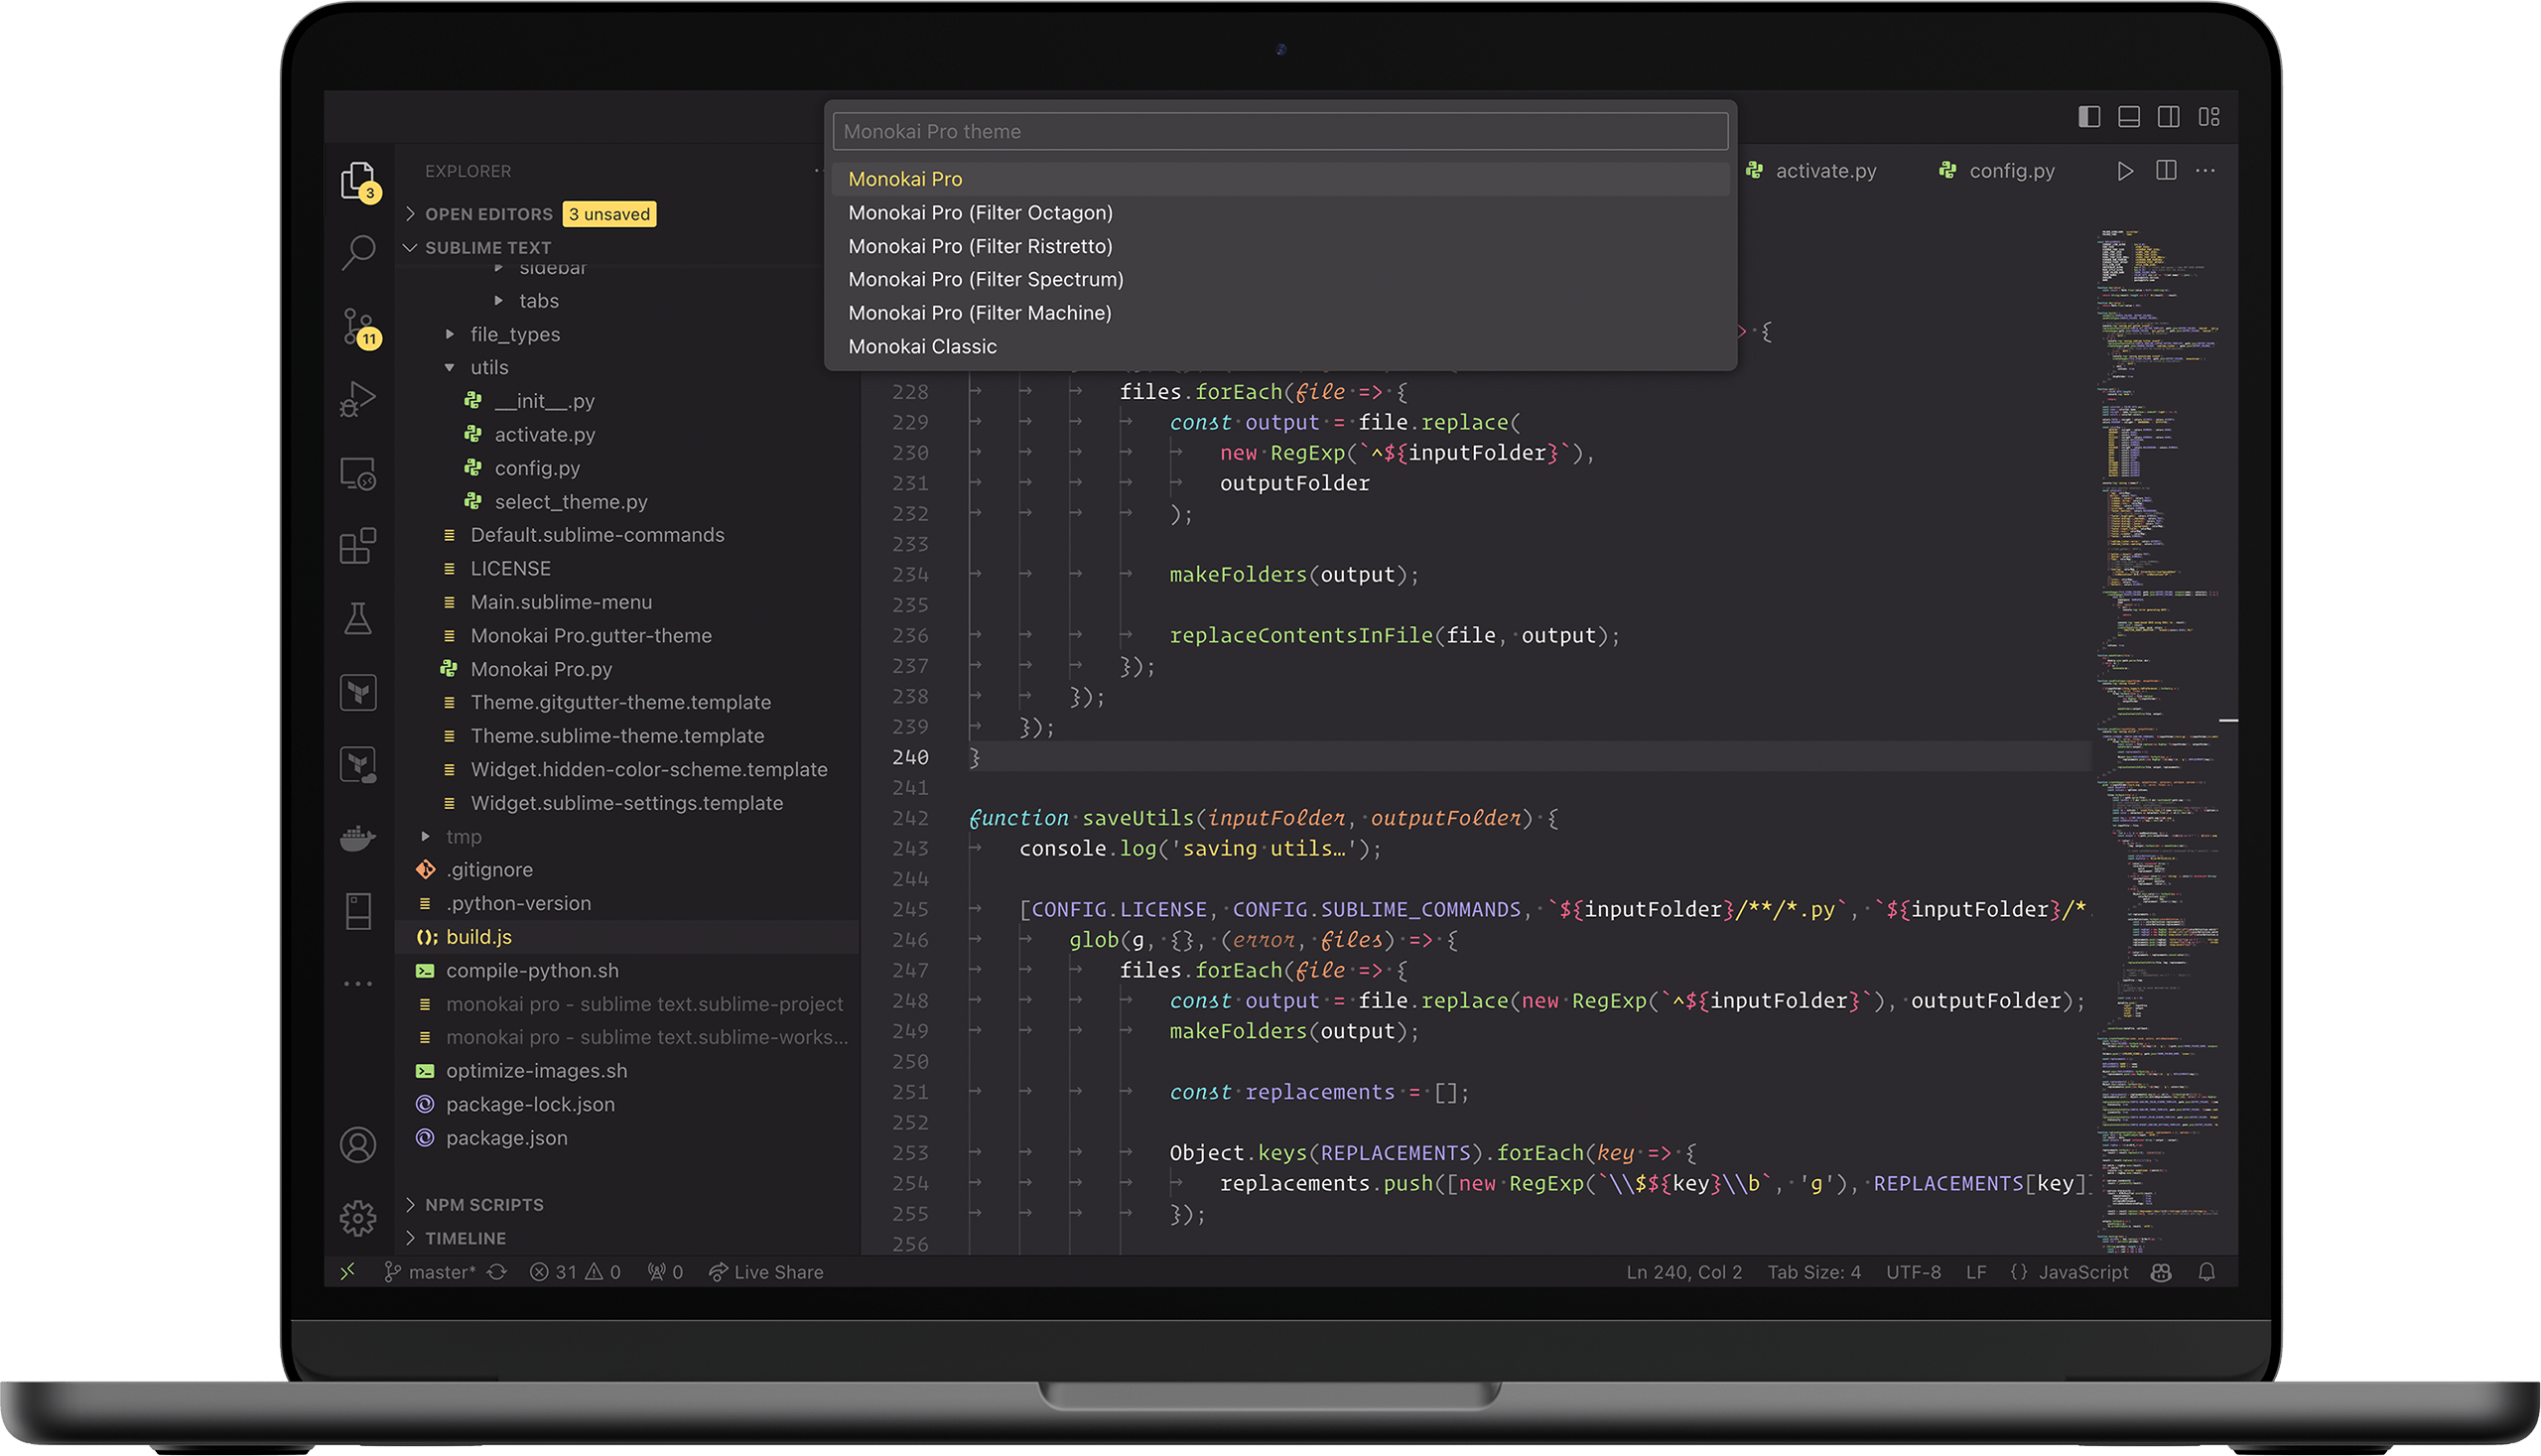 Monokai Pro theme
Monokai Pro
Monokai Pro (Filter Octagon)
Monokai Pro (Filter Ristretto)
Monokai Pro (Filter Spectrum)
Monokai Pro (Filter Machine)
Monokai Classic
activate.py
config.py
EXPLORER
3
OPEN EDITORS 3 unsaved
SUBLIME TEXT
sidebar
tabs
file_types
11
utils
__init__.py
activate.py
config.py
select_theme.py
Default.sublime-commands
LICENSE
Main.sublime-menu
Monokai Pro.gutter-theme
Monokai Pro.py
Theme.gitgutter-theme.template
Theme.sublime-theme.template
Widget.hidden-color-scheme.template
Widget.sublime-settings.template
tmp
.gitignore
.python-version
build.js
compile-python.sh
monokai pro - sublime text.sublime-project
monokai pro - sublime text.sublime-works...
optimize-images.sh
package-lock.json
package.json
NPM SCRIPTS
TIMELINE
> {
228 files.forEach(file => {
229 const output = file.replace(
230 new RegExp(`^${inputFolder}`),
231 outputFolder
232 );
233
234 makeFolders(output);
235
236 replaceContentsInFile(file, output);
237 });
238 });
239 });
240 }
241
242 function saveUtils(inputFolder, outputFolder) {
243 console.log('saving utils…');
244
245 [CONFIG.LICENSE, CONFIG.SUBLIME_COMMANDS, `${inputFolder}/**/*.py`, `${inputFolder}/*.
246 glob(g, {}, (error, files) => {
247 files.forEach(file => {
248 const output = file.replace(new RegExp(`^${inputFolder}`), outputFolder);
249 makeFolders(output);
250
251 const replacements = [];
252
253 Object.keys(REPLACEMENTS).forEach(key => {
254 replacements.push([new RegExp(`\\$${key}\\b`, 'g'), REPLACEMENTS[key]]
255 });
256
master* 31 0 0 Live Share
Ln 240, Col 2 Tab Size: 4 UTF-8 LF {} JavaScript